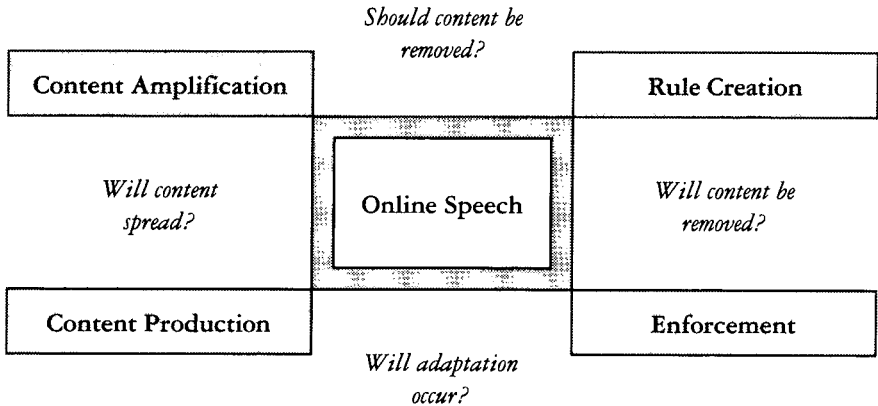 Should content be
removed?
Content Amplification
Rule Creation
Will content
spread?
Online Speech
Will content be
removed?
Content Production
Enforcement
Will adaptation
occur?